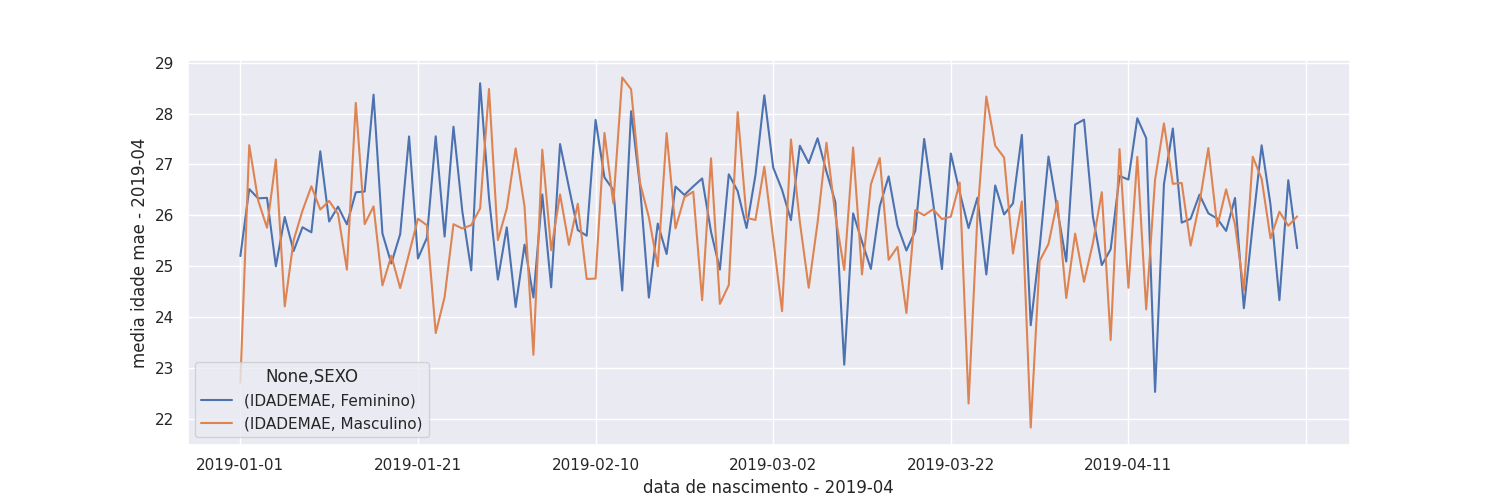 29
28
27
26
25
24
23
22
media idade mae - 2019-04
None,SEXO
(IDADEMAE, Feminino)
(IDADEMAE, Masculino)
2019-01-01 2019-01-21 2019-02-10 2019-03-02 2019-03-22 2019-04-11
data de nascimento - 2019-04